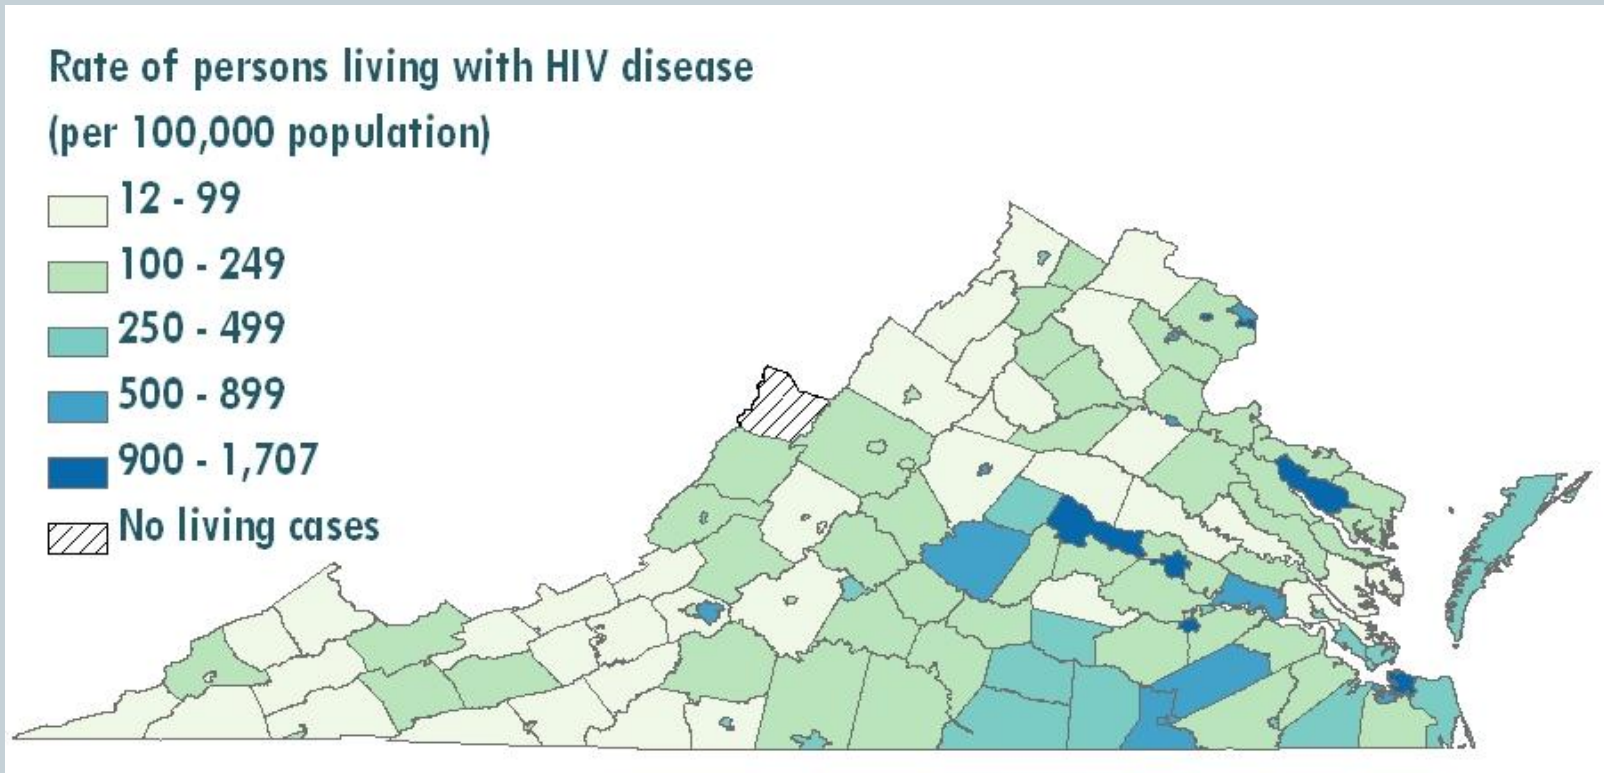 Rate of persons living with HIV disease
(per 100,000 population)
12 - 99
100 - 249
250 - 499
500 - 899
900 - 1,707
No living cases